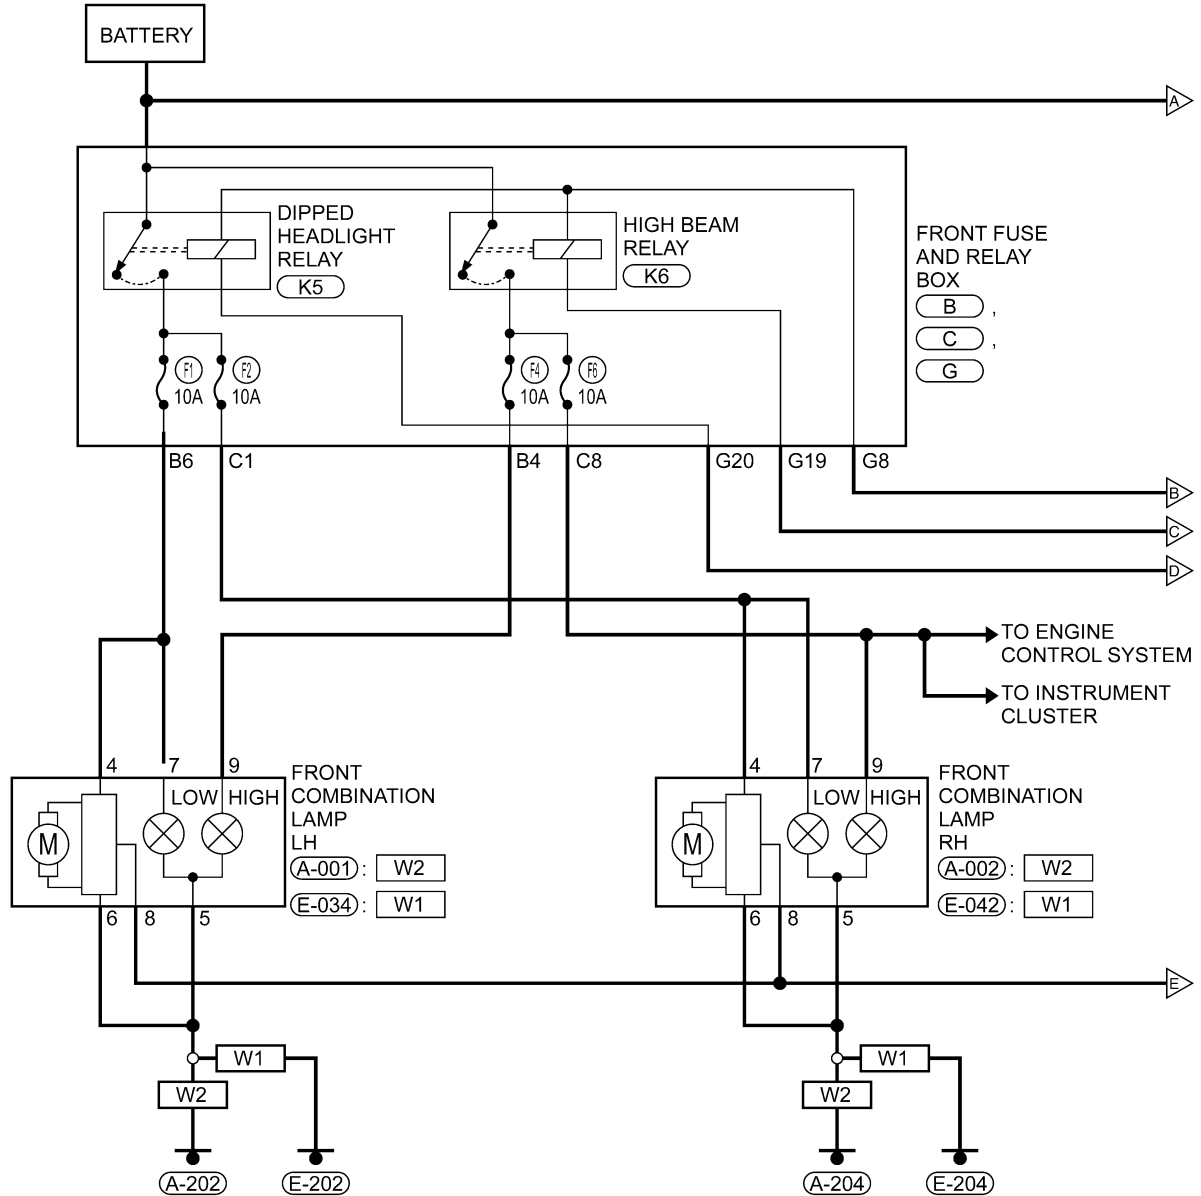 BATTERY
A
DIPPED
HEADLIGHT
RELAY
K5
HIGH BEAM
RELAY
K6
FRONT FUSE
AND RELAY
BOX
B ,
C ,
G
F1
10A
F2
10A
F4
10A
F6
10A
B6
C1
B4
C8
G20
G19
G8
B
C
D
TO ENGINE
CONTROL SYSTEM
TO INSTRUMENT
CLUSTER
4
7
9
LOW
HIGH
M
6
8
5
FRONT
COMBINATION
LAMP
LH
A-001 : W2
E-034 : W1
4
7
9
LOW
HIGH
M
6
8
5
FRONT
COMBINATION
LAMP
RH
A-002 : W2
E-042 : W1
E
W1
W2
A-202
E-202
W1
W2
A-204
E-204